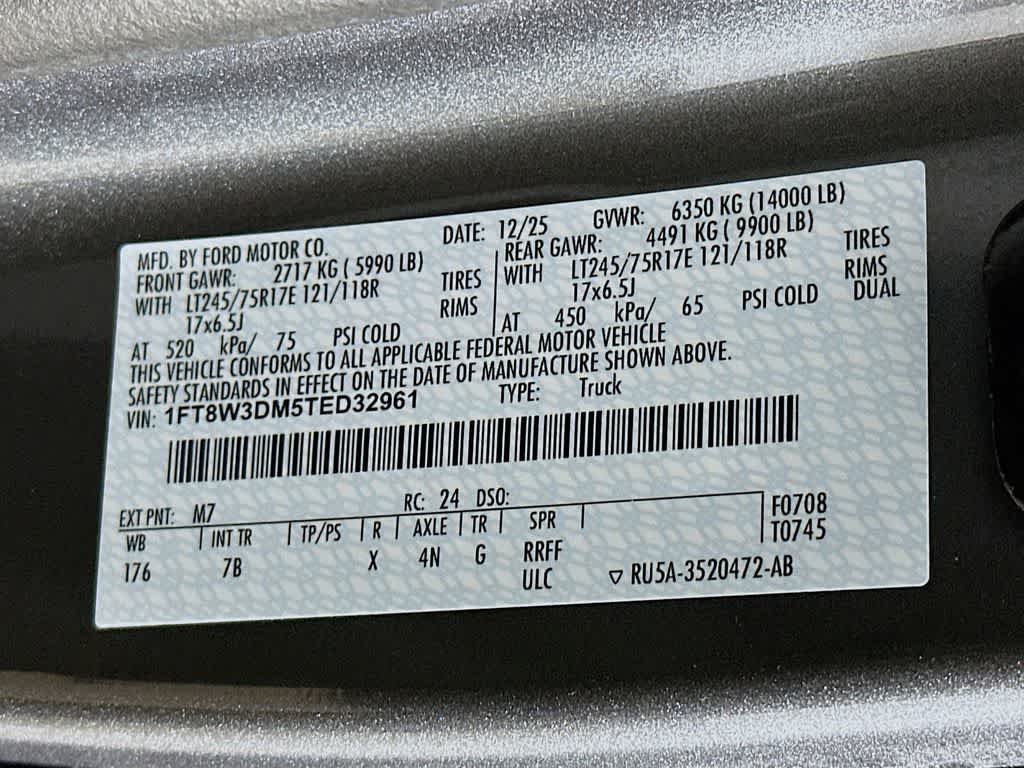 MFD. BY FORD MOTOR CO. DATE: 12/25 GVWR: 6350 KG (14000 LB)
FRONT GAWR: 2717 KG ( 5990 LB) REAR GAWR: 4491 KG ( 9900 LB)
WITH LT245/75R17E 121/118R TIRES WITH LT245/75R17E 121/118R TIRES
17x6.5J RIMS 17x6.5J RIMS
AT 520 kPa/ 75 PSI COLD AT 450 kPa/ 65 PSI COLD DUAL
THIS VEHICLE CONFORMS TO ALL APPLICABLE FEDERAL MOTOR VEHICLE
SAFETY STANDARDS IN EFFECT ON THE DATE OF MANUFACTURE SHOWN ABOVE.
VIN: 1FT8W3DM5TED32961 TYPE: Truck
EXT PNT: M7 RC: 24 DSO: F0708
WB INT TR TP/PS R AXLE TR SPR T0745
176 7B X 4N G RRFF
ULC ▽ RU5A-3520472-AB